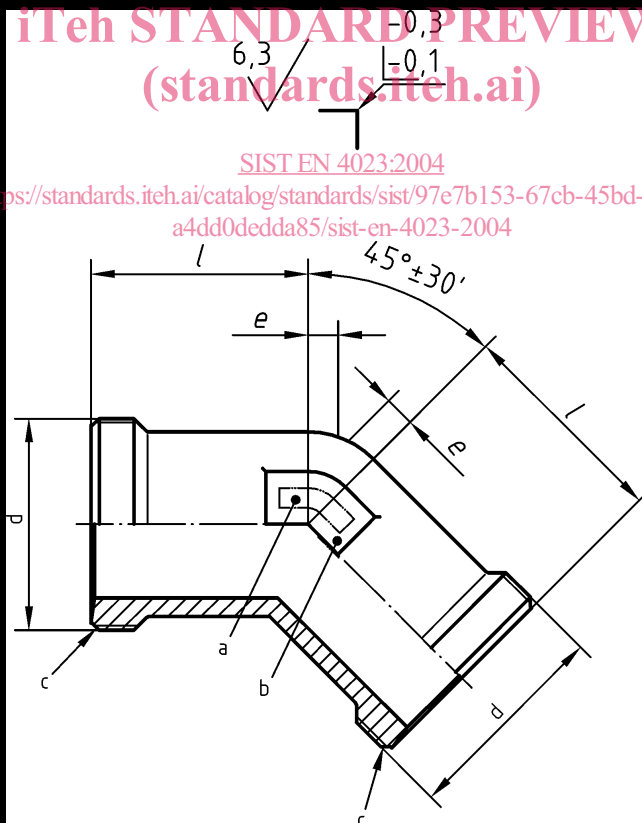 iTeh STANDARD PREVIEW
-0,3
6,3
-0,1
(standards.iteh.ai)
SIST EN 4023:2004
ps://standards.iteh.ai/catalog/standards/sist/97e7b153-67cb-45bd-
a4dd0dedda85/sist-en-4023-2004
l
45°±30'
e
l
e
d
a
c
b
d
c